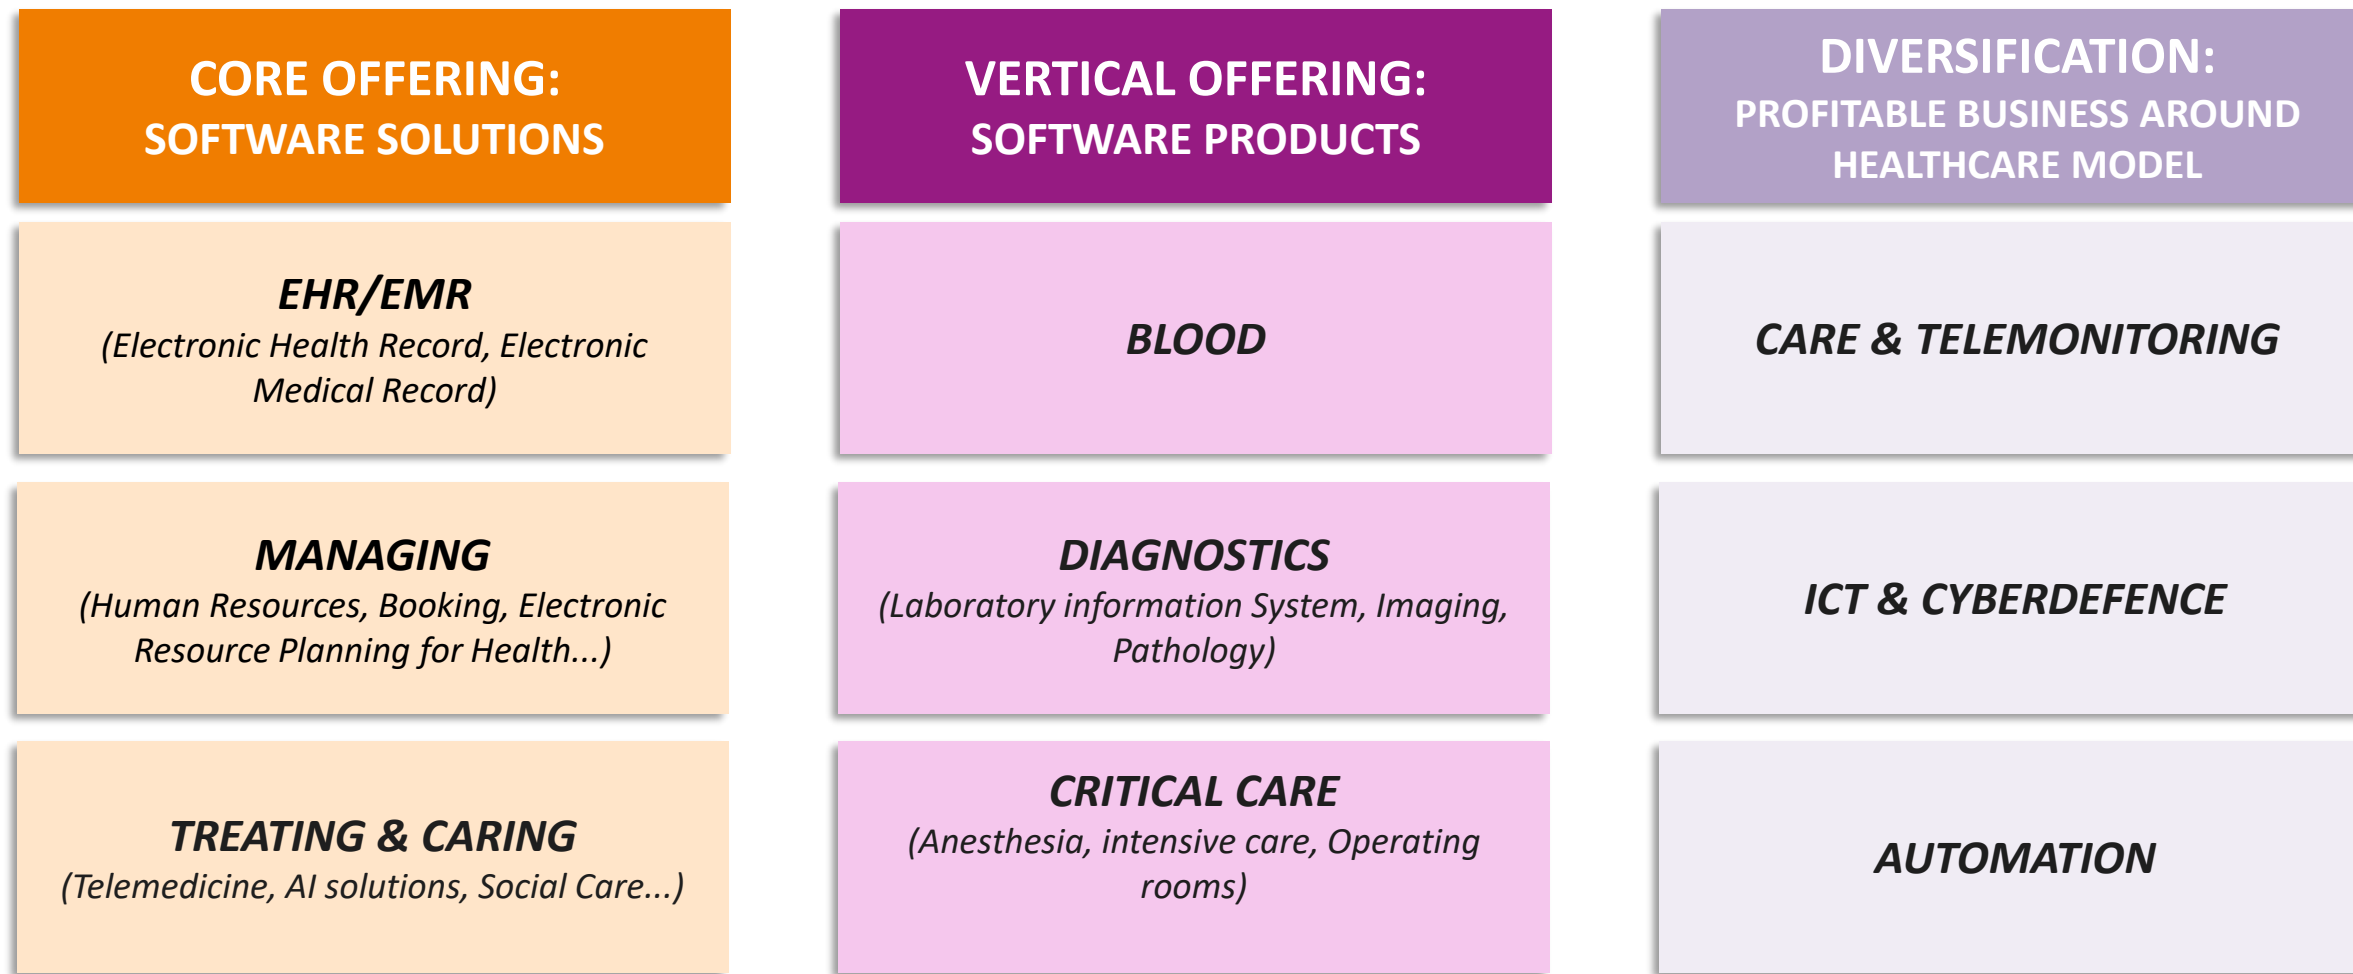 CORE OFFERING:
SOFTWARE SOLUTIONS
EHR/EMR
(Electronic Health Record, Electronic
Medical Record)
MANAGING
(Human Resources, Booking, Electronic
Resource Planning for Health...)
TREATING & CARING
(Telemedicine, AI solutions, Social Care...)
VERTICAL OFFERING:
SOFTWARE PRODUCTS
BLOOD
DIAGNOSTICS
(Laboratory information System, Imaging,
Pathology)
CRITICAL CARE
(Anesthesia, intensive care, Operating
rooms)
DIVERSIFICATION:
PROFITABLE BUSINESS AROUND
HEALTHCARE MODEL
CARE & TELEMONITORING
ICT & CYBERDEFENCE
AUTOMATION